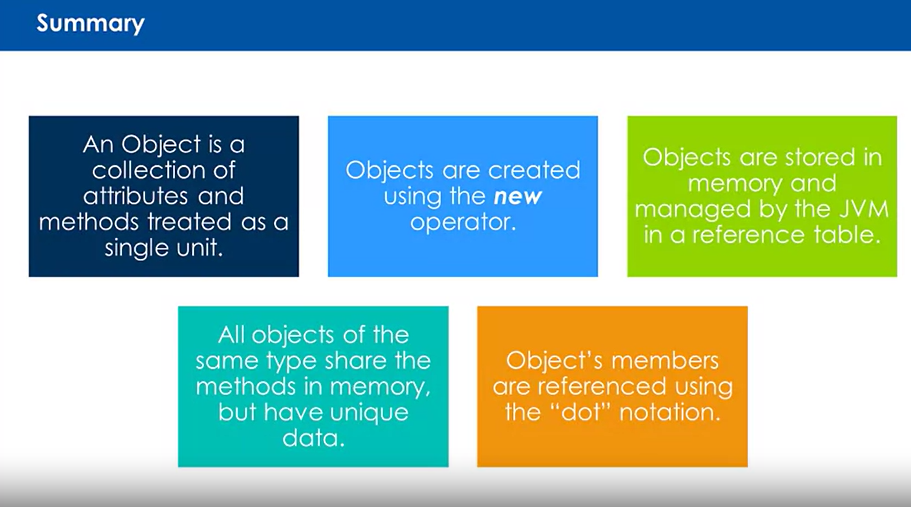 Summary
An Object is a
collection of
attributes and
methods treated as a
single unit.
Objects are created
using the new
operator.
Objects are stored in
memory and
managed by the JVM
in a reference table.
All objects of the
same type share the
methods in memory,
but have unique
data.
Object’s members
are referenced using
the “dot” notation.